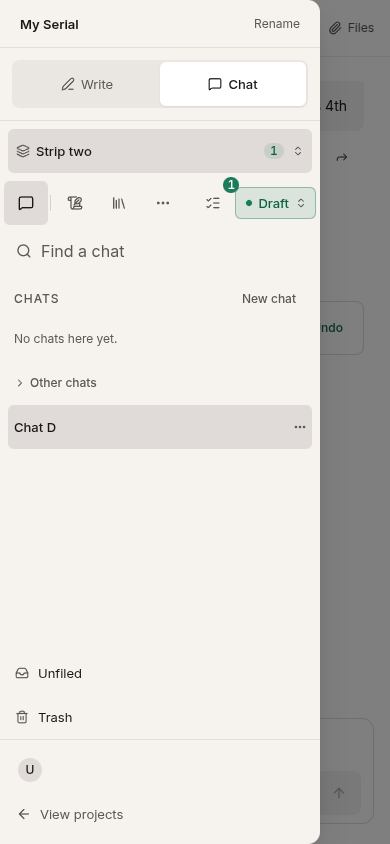 My Serial
Rename
Files
Write
Chat
4th
Strip two
1
1
Draft
Find a chat
CHATS
New chat
No chats here yet.
Other chats
Chat D
Unfiled
Trash
U
View projects